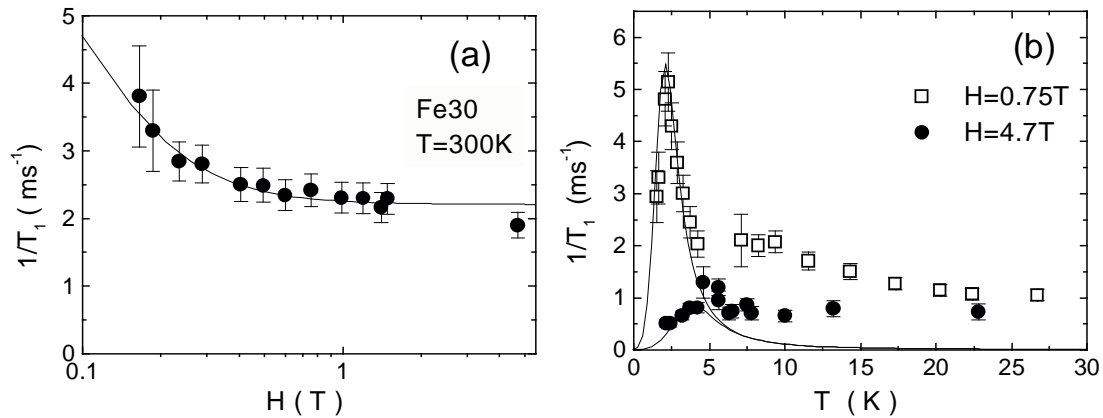 5
4
3
2
1
0
0.1
1
1/T₁ ( ms⁻¹ )
H ( T )
(a)
Fe30
T=300K
6
5
4
3
2
1
0
0
5
10
15
20
25
30
1/T₁ (ms⁻¹)
T ( K )
(b)
H=0.75T
H=4.7T